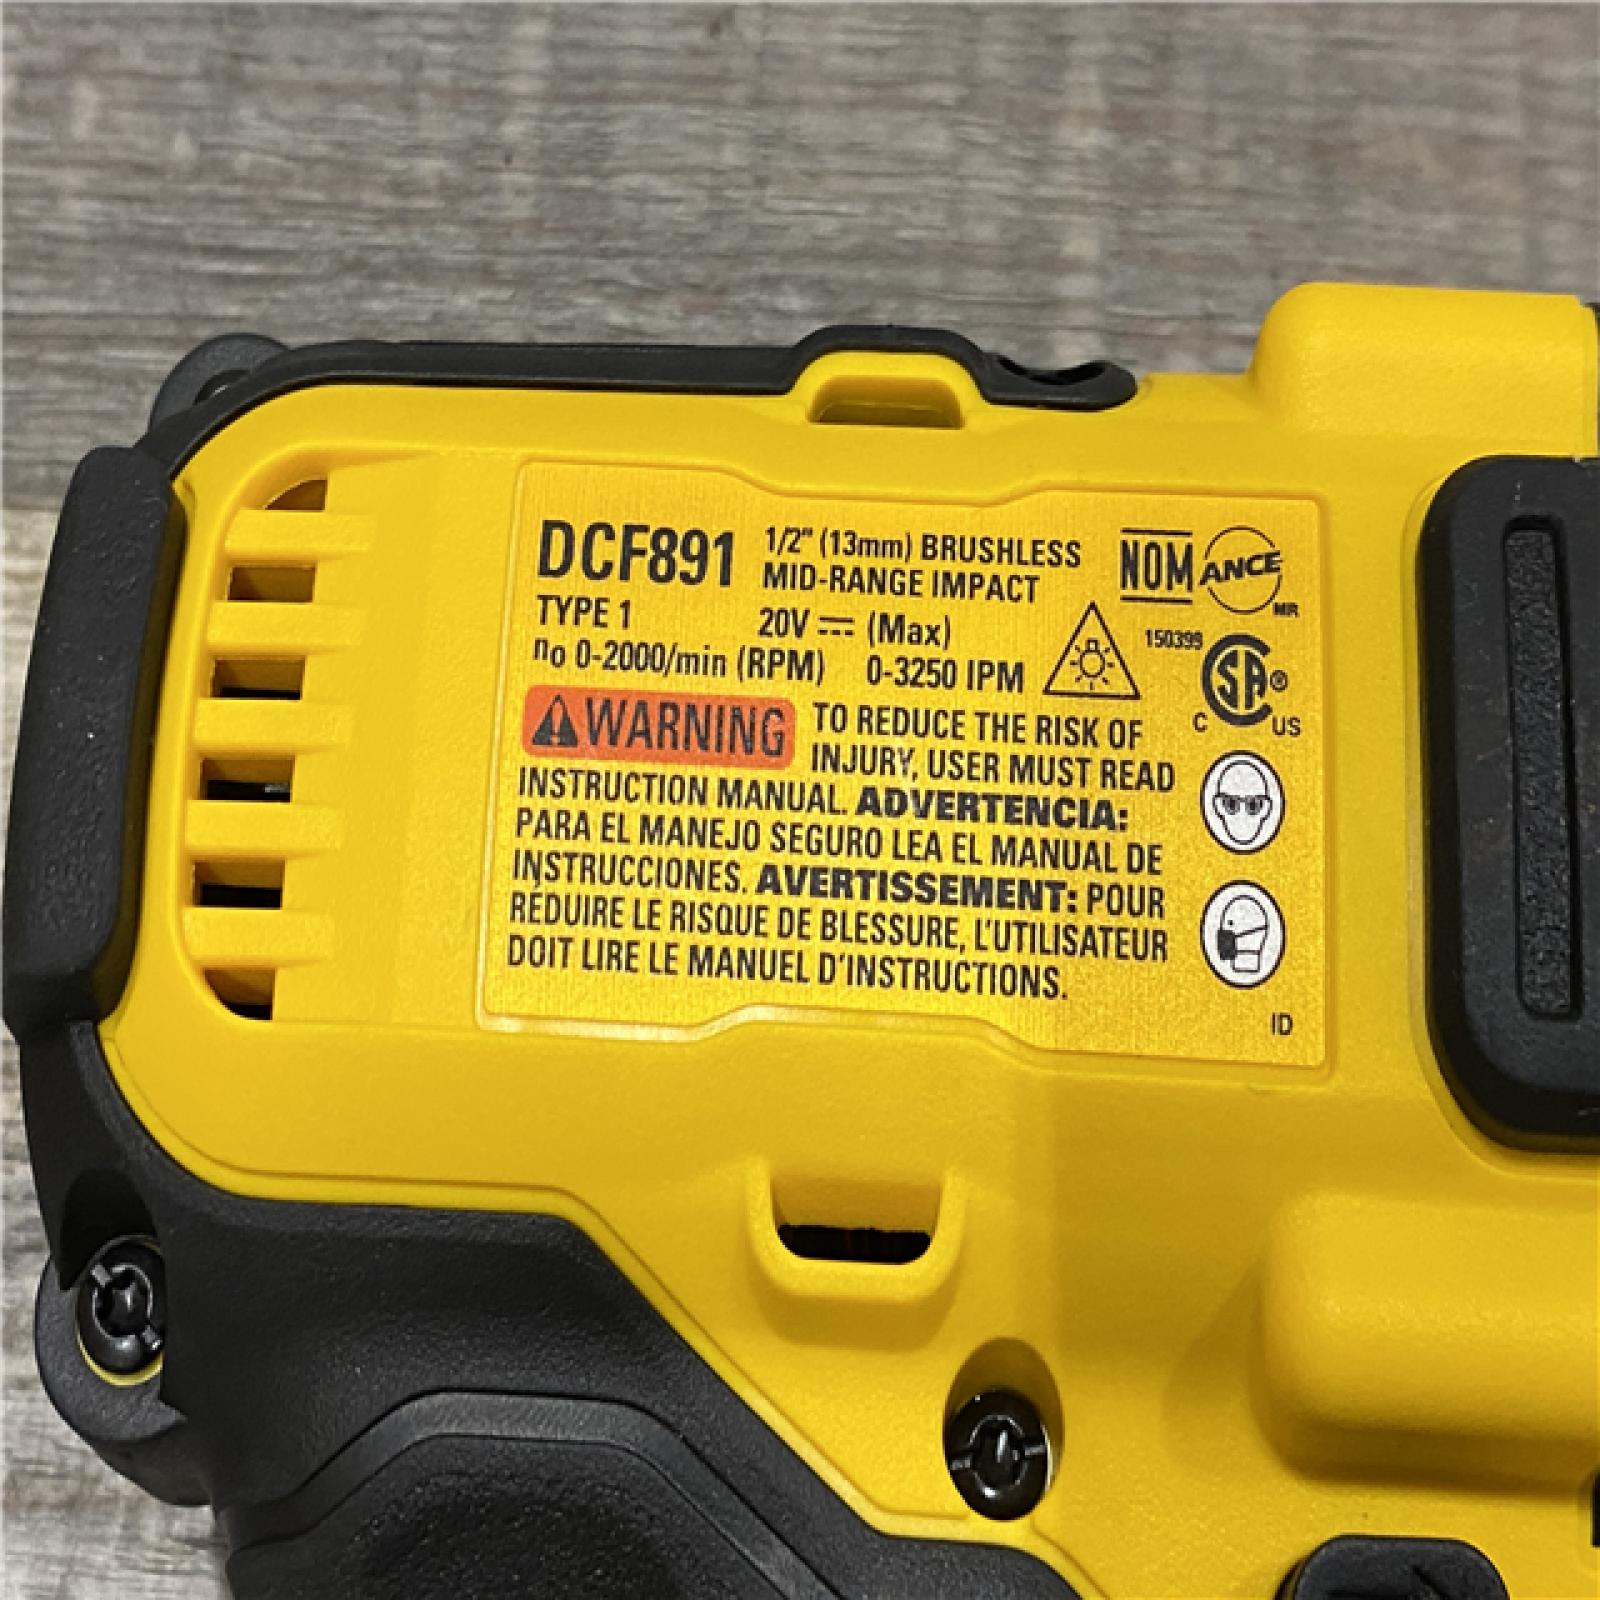 DCF891 1/2" (13mm) BRUSHLESS
MID-RANGE IMPACT
TYPE 1 20V ⎓ (Max)
no 0-2000/min (RPM) 0-3250 IPM
NOM ANCE
MR
150399
CSA®
C US
⚠WARNING TO REDUCE THE RISK OF
INJURY, USER MUST READ
INSTRUCTION MANUAL. ADVERTENCIA:
PARA EL MANEJO SEGURO LEA EL MANUAL DE
INSTRUCCIONES. AVERTISSEMENT: POUR
RÉDUIRE LE RISQUE DE BLESSURE, L'UTILISATEUR
DOIT LIRE LE MANUEL D'INSTRUCTIONS.
ID